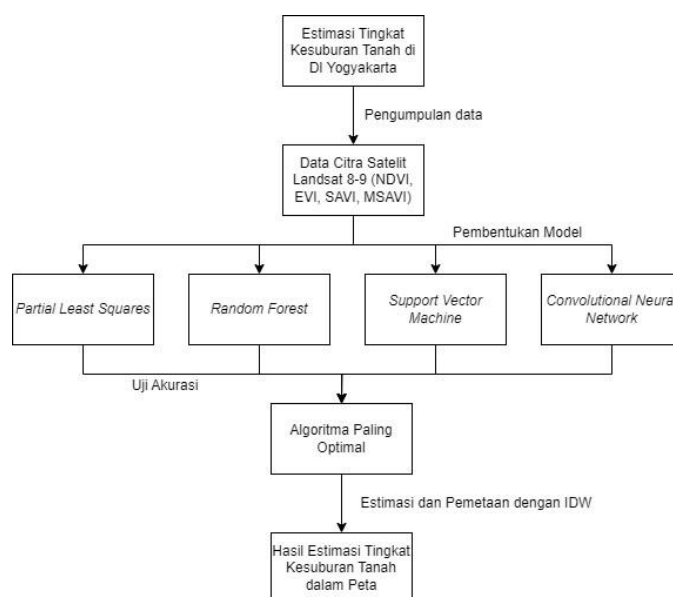 Estimasi Tingkat
Kesuburan Tanah di
DI Yogyakarta
Pengumpulan data
Data Citra Satelit
Landsat 8-9 (NDVI,
EVI, SAVI, MSAVI)
Pembentukan Model
Partial Least Squares
Random Forest
Support Vector
Machine
Convolutional Neural
Network
Uji Akurasi
Algoritma Paling
Optimal
Estimasi dan Pemetaan dengan IDW
Hasil Estimasi Tingkat
Kesuburan Tanah
dalam Peta